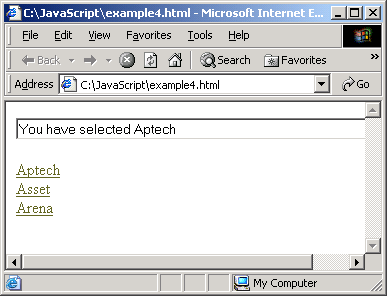 C:\JavaScript\example4.html - Microsoft Internet E...
File Edit View Favorites Tools Help
Back Search Favorites
Address C:\JavaScript\example4.html Go
You have selected Aptech
Aptech
Asset
Arena
My Computer